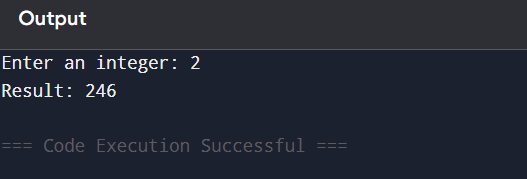 Output
Enter an integer: 2
Result: 246
=== Code Execution Successful ===